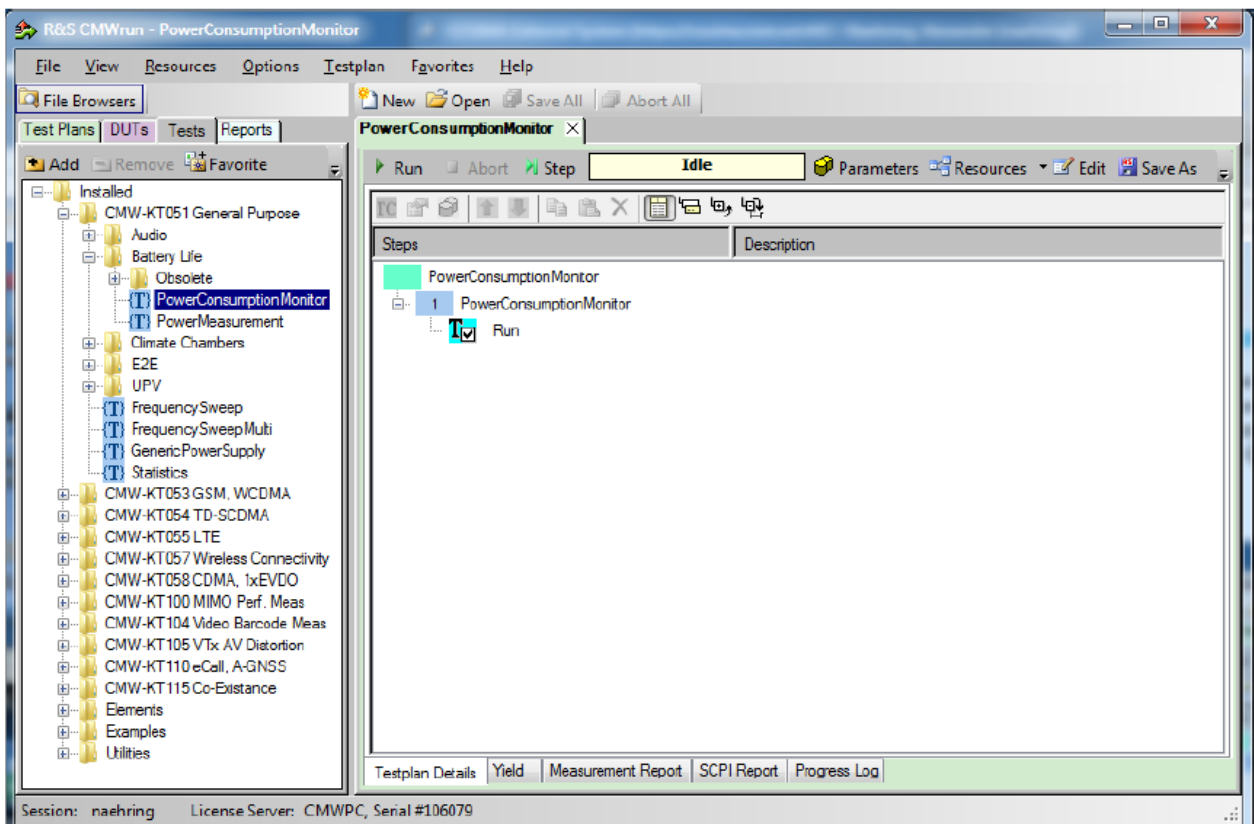 R&S CMWrun - PowerConsumptionMonitor
File View Resources Options Testplan Favorites Help
File Browsers
New Open Save All Abort All
Test Plans DUTs Tests Reports
PowerConsumptionMonitor
Add Remove Favorite
Run Abort Step Idle Parameters Resources Edit Save As
TC
Steps Description
Installed
CMW-KT051 General Purpose
Audio
Battery Life
Obsolete
{T} PowerConsumptionMonitor
{T} PowerMeasurement
Climate Chambers
E2E
UPV
{T} FrequencySweep
{T} FrequencySweepMulti
{T} GenericPowerSupply
{T} Statistics
CMW-KT053 GSM, WCDMA
CMW-KT054 TD-SCDMA
CMW-KT055 LTE
CMW-KT057 Wireless Connectivity
CMW-KT058 CDMA, 1xEVDO
CMW-KT100 MIMO Perf. Meas
CMW-KT104 Video Barcode Meas
CMW-KT105 VTx AV Distortion
CMW-KT110 eCall, A-GNSS
CMW-KT115 Co-Existance
Elements
Examples
Utilities
PowerConsumptionMonitor
1 PowerConsumptionMonitor
T Run
Testplan Details Yield Measurement Report SCPI Report Progress Log
Session: naehring License Server: CMWPC, Serial #106079